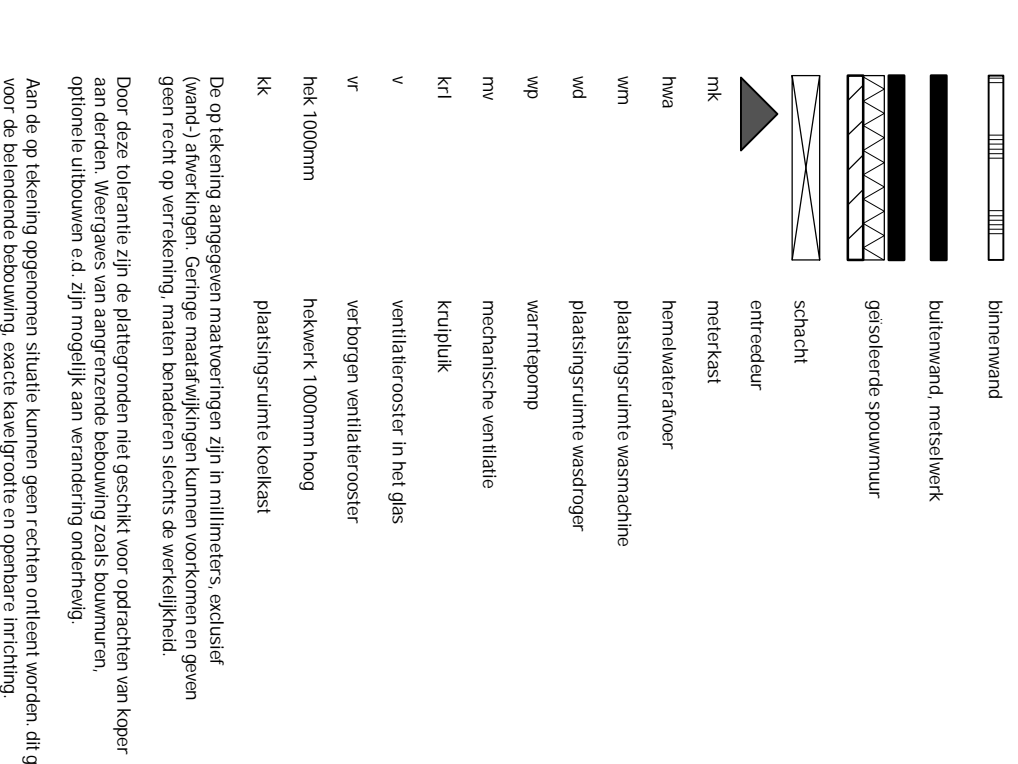 binnenwand
buitenwand, metselwerk
geïsoleerde spouwmuur
schacht
entreedeur
mk meterkast
hwa hemelwaterafvoer
wm plaatsingsruimte wasmachine
wd plaatsingsruimte wasdroger
wp warmtepomp
mv mechanische ventilatie
krl kruipluik
v ventilatierooster in het glas
vr verborgen ventilatierooster
hek 1000mm hekwerk 1000mm hoog
kk plaatsingsruimte koelkast
De op tekening aangegeven maatvoeringen zijn in millimeters, exclusief
(wand-) afwerkingen. Geringe maatafwijkingen kunnen voorkomen en geven
geen recht op verrekening, maten benaderen slechts de werkelijkheid.
Door deze tolerantie zijn de plattegronden niet geschikt voor opdrachten van koper
aan derden. Weergaves van aangrenzende bebouwing zoals bouwmuren,
optionele uitbouwen e.d. zijn mogelijk aan verandering onderhevig.
Aan de op tekening opgenomen situatie kunnen geen rechten ontleent worden. dit g
voor de belendende bebouwing, exacte kavelgrootte en openbare inrichting.